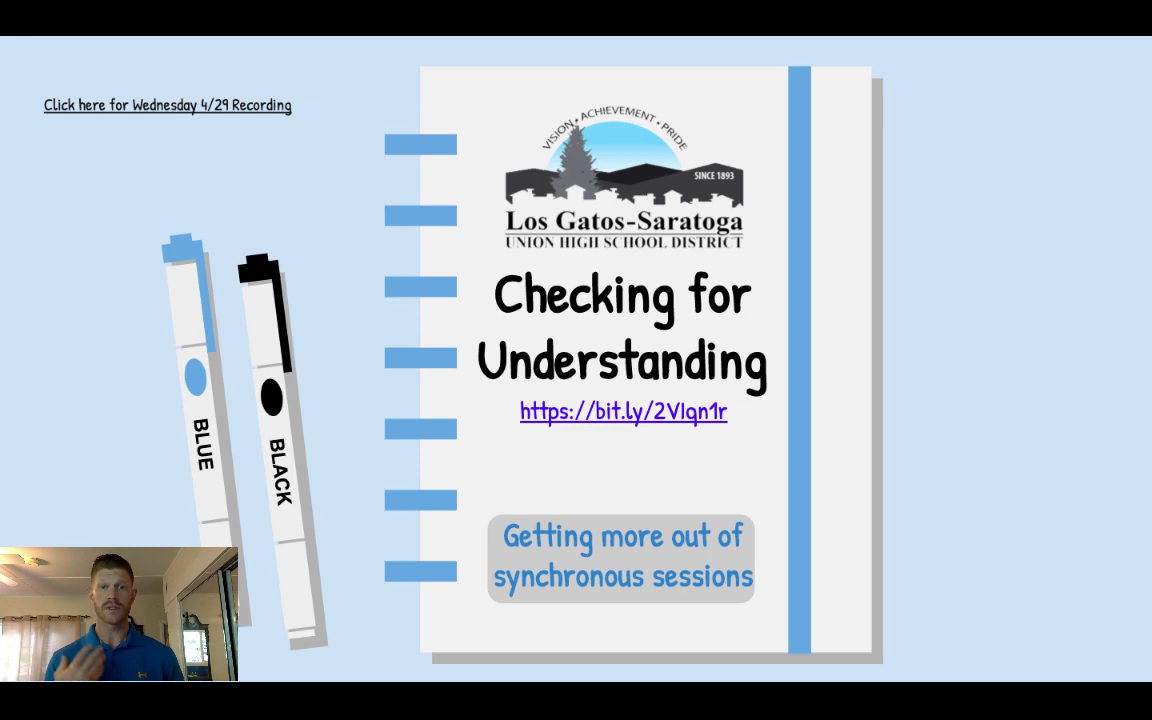 Click here for Wednesday 4/29 Recording
VISION • ACHIEVEMENT • PRIDE
SINCE 1893
Los Gatos-Saratoga
UNION HIGH SCHOOL DISTRICT
Checking for
Understanding
https://bit.ly/2VIqn1r
BLUE
BLACK
Getting more out of
synchronous sessions